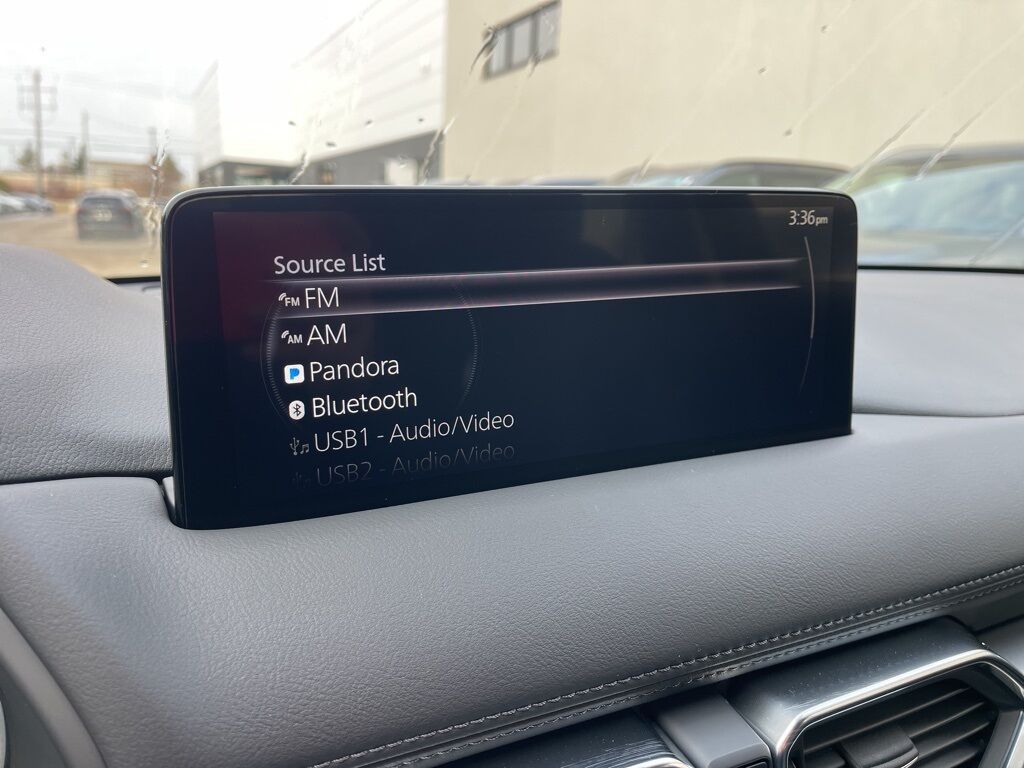 3:36pm
Source List
FM FM
AM AM
Pandora
Bluetooth
USB1 - Audio/Video
USB2 - Audio/Video